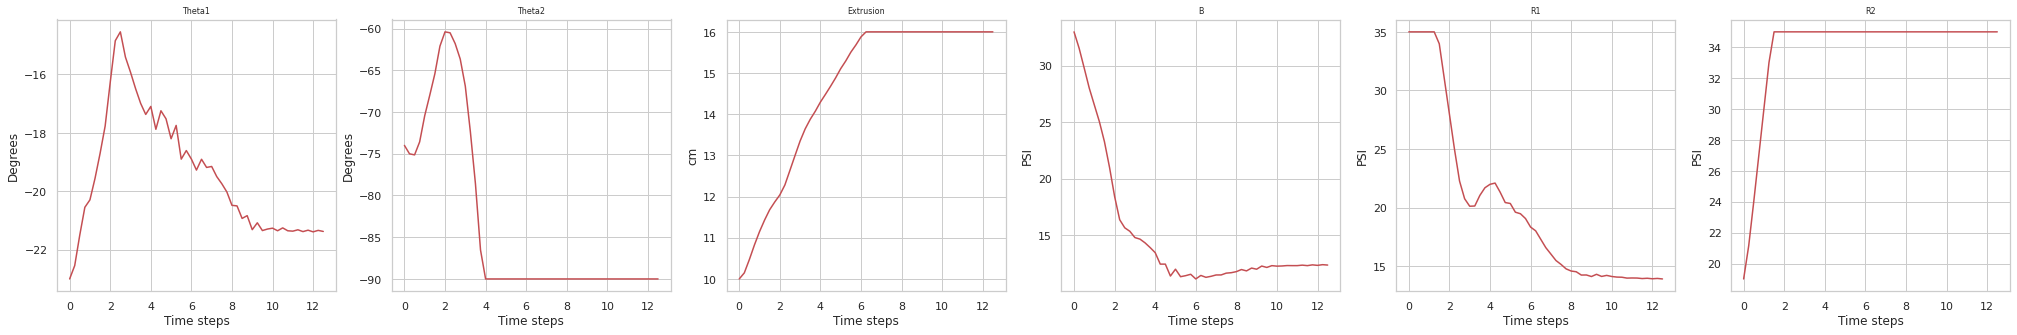 Theta1
Degrees
−16
−18
−20
−22
0 2 4 6 8 10 12
Time steps
Theta2
Degrees
−60
−65
−70
−75
−80
−85
−90
0 2 4 6 8 10 12
Time steps
Extrusion
cm
16
15
14
13
12
11
10
0 2 4 6 8 10 12
Time steps
B
PSI
30
25
20
15
0 2 4 6 8 10 12
Time steps
R1
PSI
35
30
25
20
15
0 2 4 6 8 10 12
Time steps
R2
PSI
34
32
30
28
26
24
22
20
0 2 4 6 8 10 12
Time steps